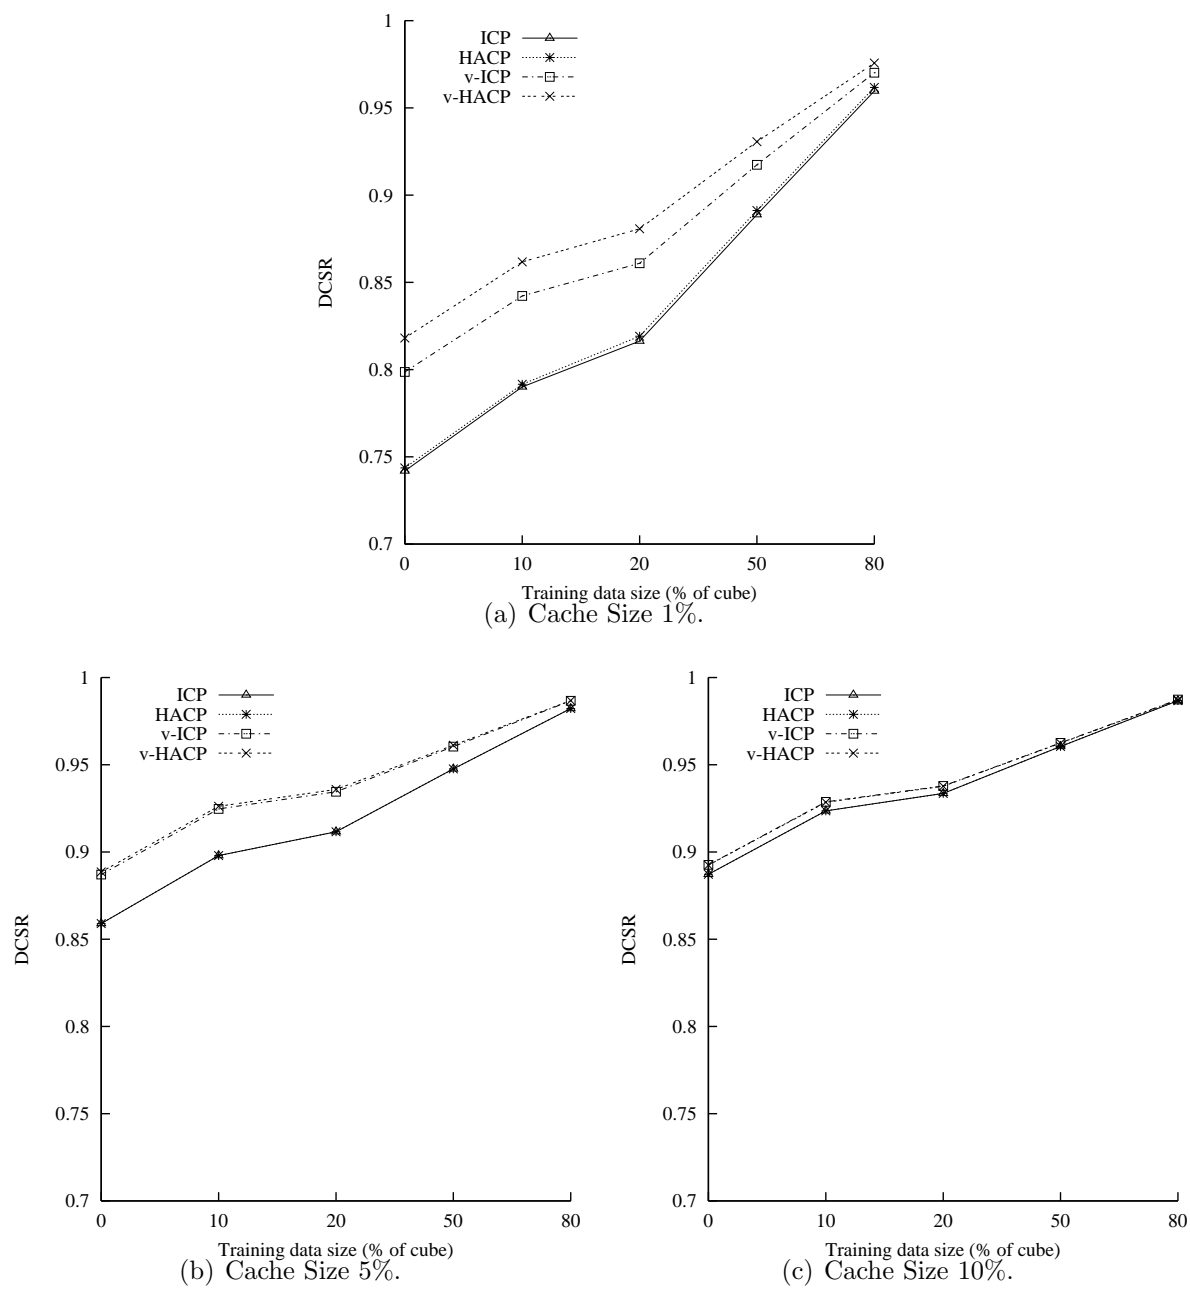 1
ICP
HACP
v-ICP
v-HACP
0.95
0.9
0.85
DCSR
0.8
0.75
0.7
0 10 20 50 80
Training data size (% of cube)
(a) Cache Size 1%.
1
ICP
HACP
v-ICP
v-HACP
0.95
0.9
DCSR
0.85
0.8
0.75
0.7
0 10 20 50 80
Training data size (% of cube)
(b) Cache Size 5%.
1
ICP
HACP
v-ICP
v-HACP
0.95
0.9
DCSR
0.85
0.8
0.75
0.7
0 10 20 50 80
Training data size (% of cube)
(c) Cache Size 10%.